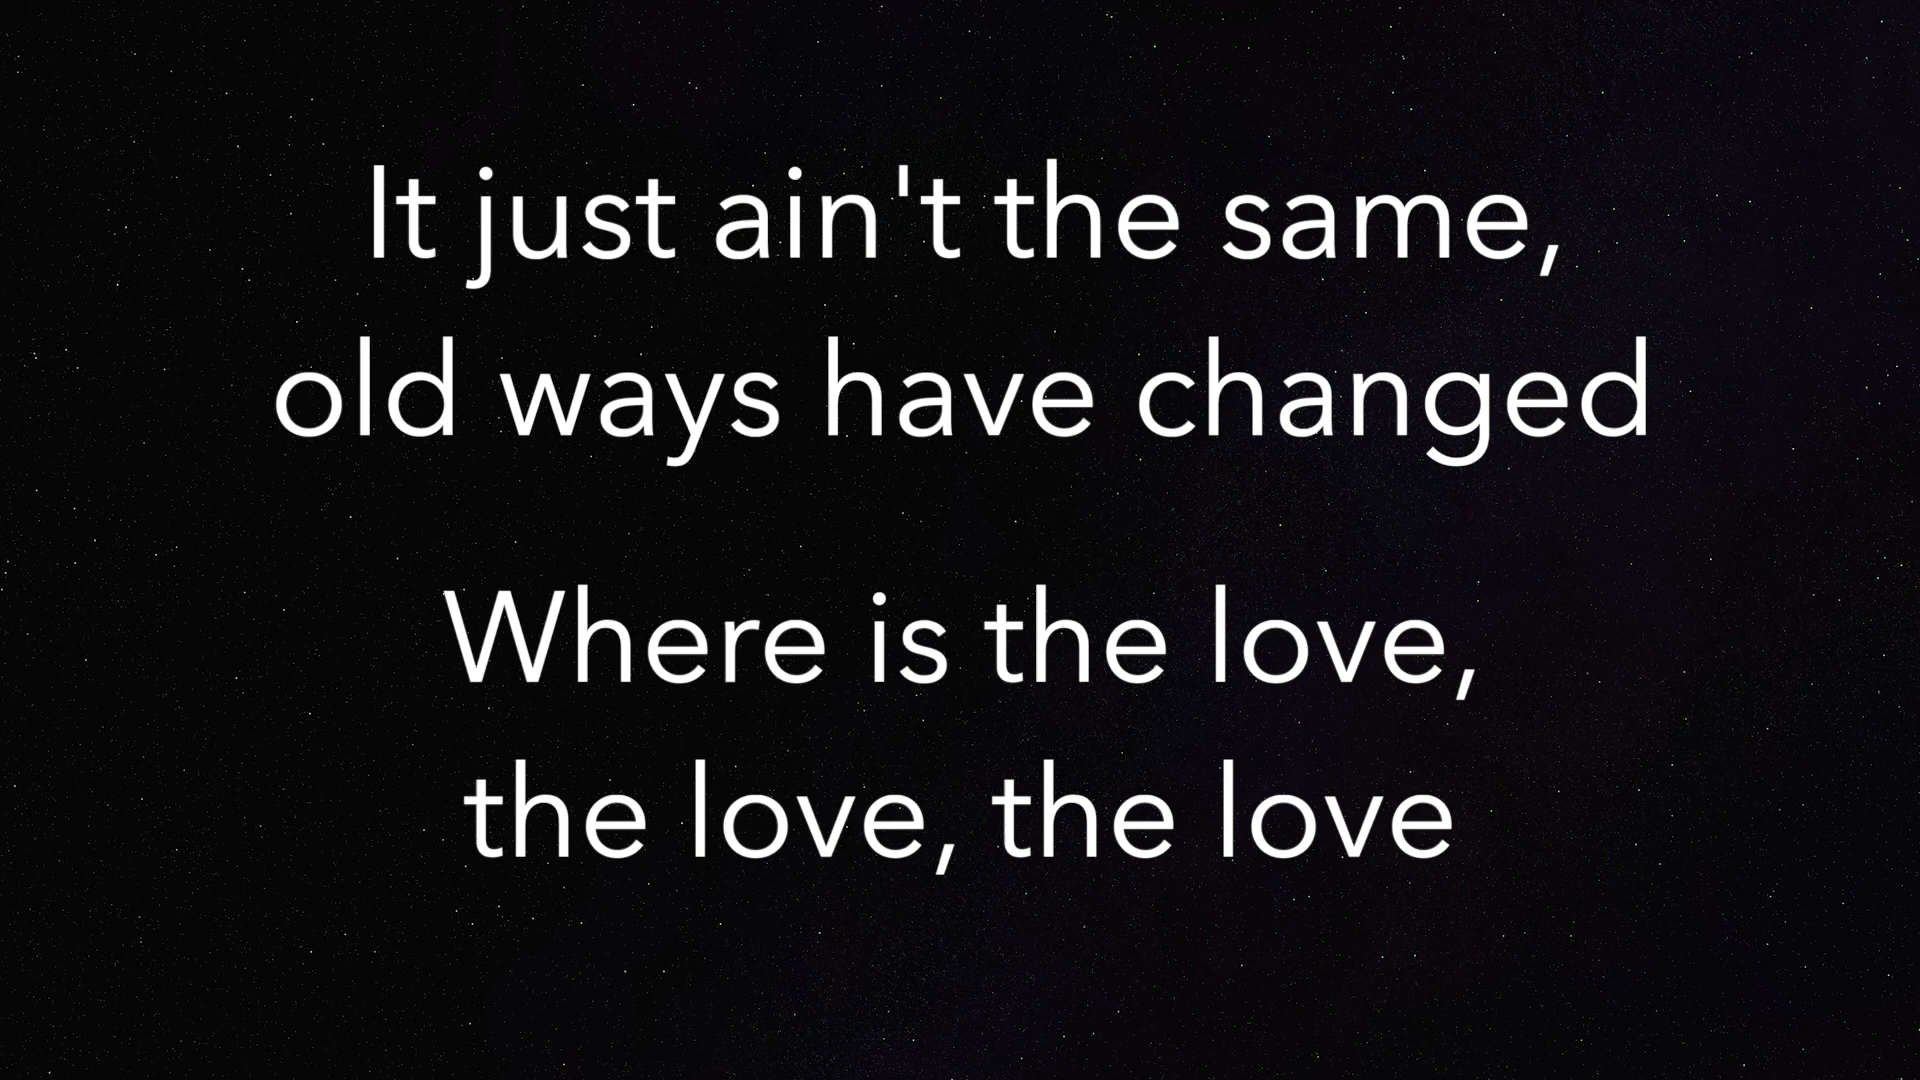 It just ain't the same,
old ways have changed
Where is the love,
the love, the love